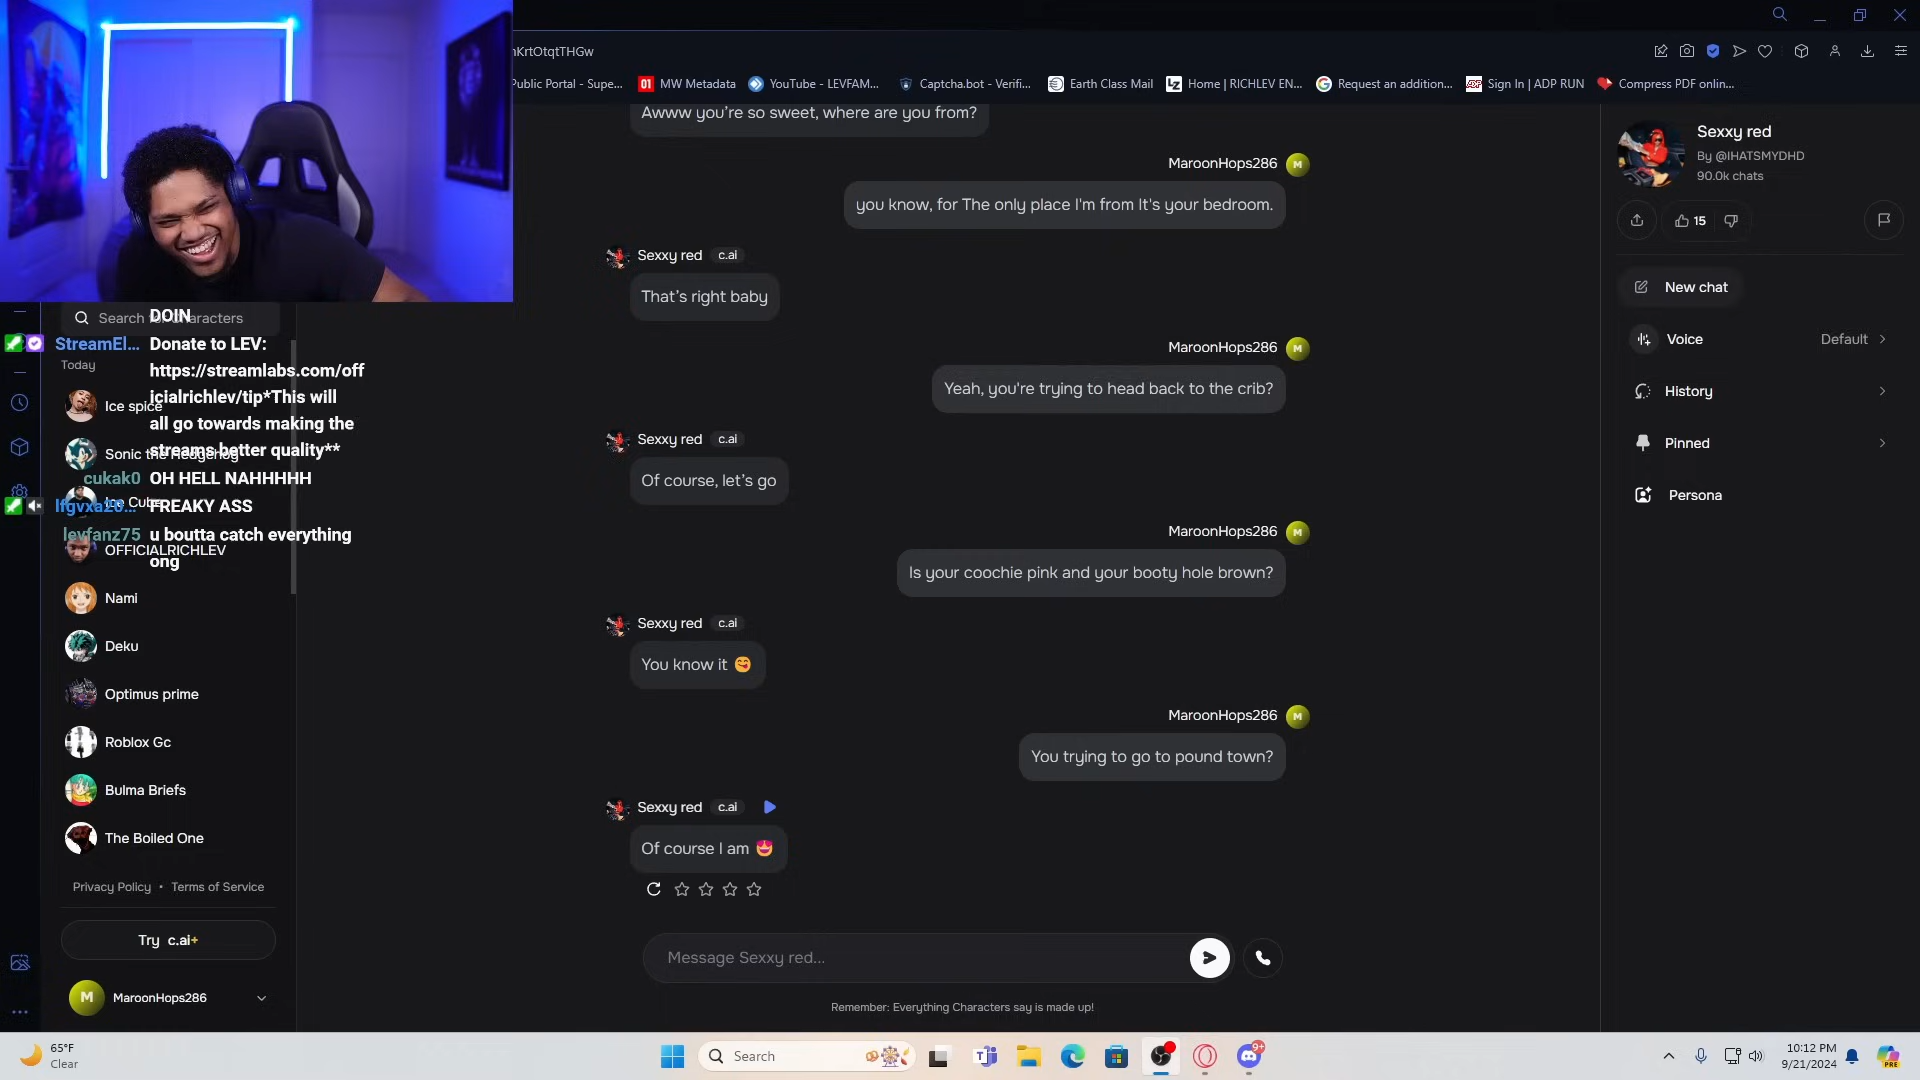 nKrtOtqtTHGw
Public Portal - Supe...
01 MW Metadata
YouTube - LEVFAM...
Captcha.bot - Verifi...
Earth Class Mail
LZ Home | RICHLEV EN...
Request an addition...
Sign In | ADP RUN
Compress PDF onlin...
Awww you're so sweet, where are you from?
MaroonHops286 M
you know, for The only place I'm from It's your bedroom.
Sexxy red c.ai
That's right baby
MaroonHops286 M
Yeah, you're trying to head back to the crib?
Sexxy red c.ai
Of course, let's go
MaroonHops286 M
Is your coochie pink and your booty hole brown?
Sexxy red c.ai
You know it 😋
MaroonHops286 M
You trying to go to pound town?
Sexxy red c.ai
Of course I am 🤩
Message Sexxy red...
Remember: Everything Characters say is made up!
Sexxy red
By @IHATSMYDHD
90.0k chats
15
New chat
Voice Default
History
Pinned
Persona
Search for Characters
Today
Ice spice
Sonic the Hedgehog
Ice Cube
OFFICIALRICHLEV
Nami
Deku
Optimus prime
Roblox Gc
Bulma Briefs
The Boiled One
Privacy Policy • Terms of Service
Try c.ai+
M MaroonHops286
DOIN
StreamEl... Donate to LEV:
https://streamlabs.com/off
icialrichlev/tip*This will
all go towards making the
streams better quality**
cukak0 OH HELL NAHHHHH
lfgvxa20... FREAKY ASS
levfanz75 u boutta catch everything
ong
65°F
Clear
Search
9+
10:12 PM
9/21/2024
PRE